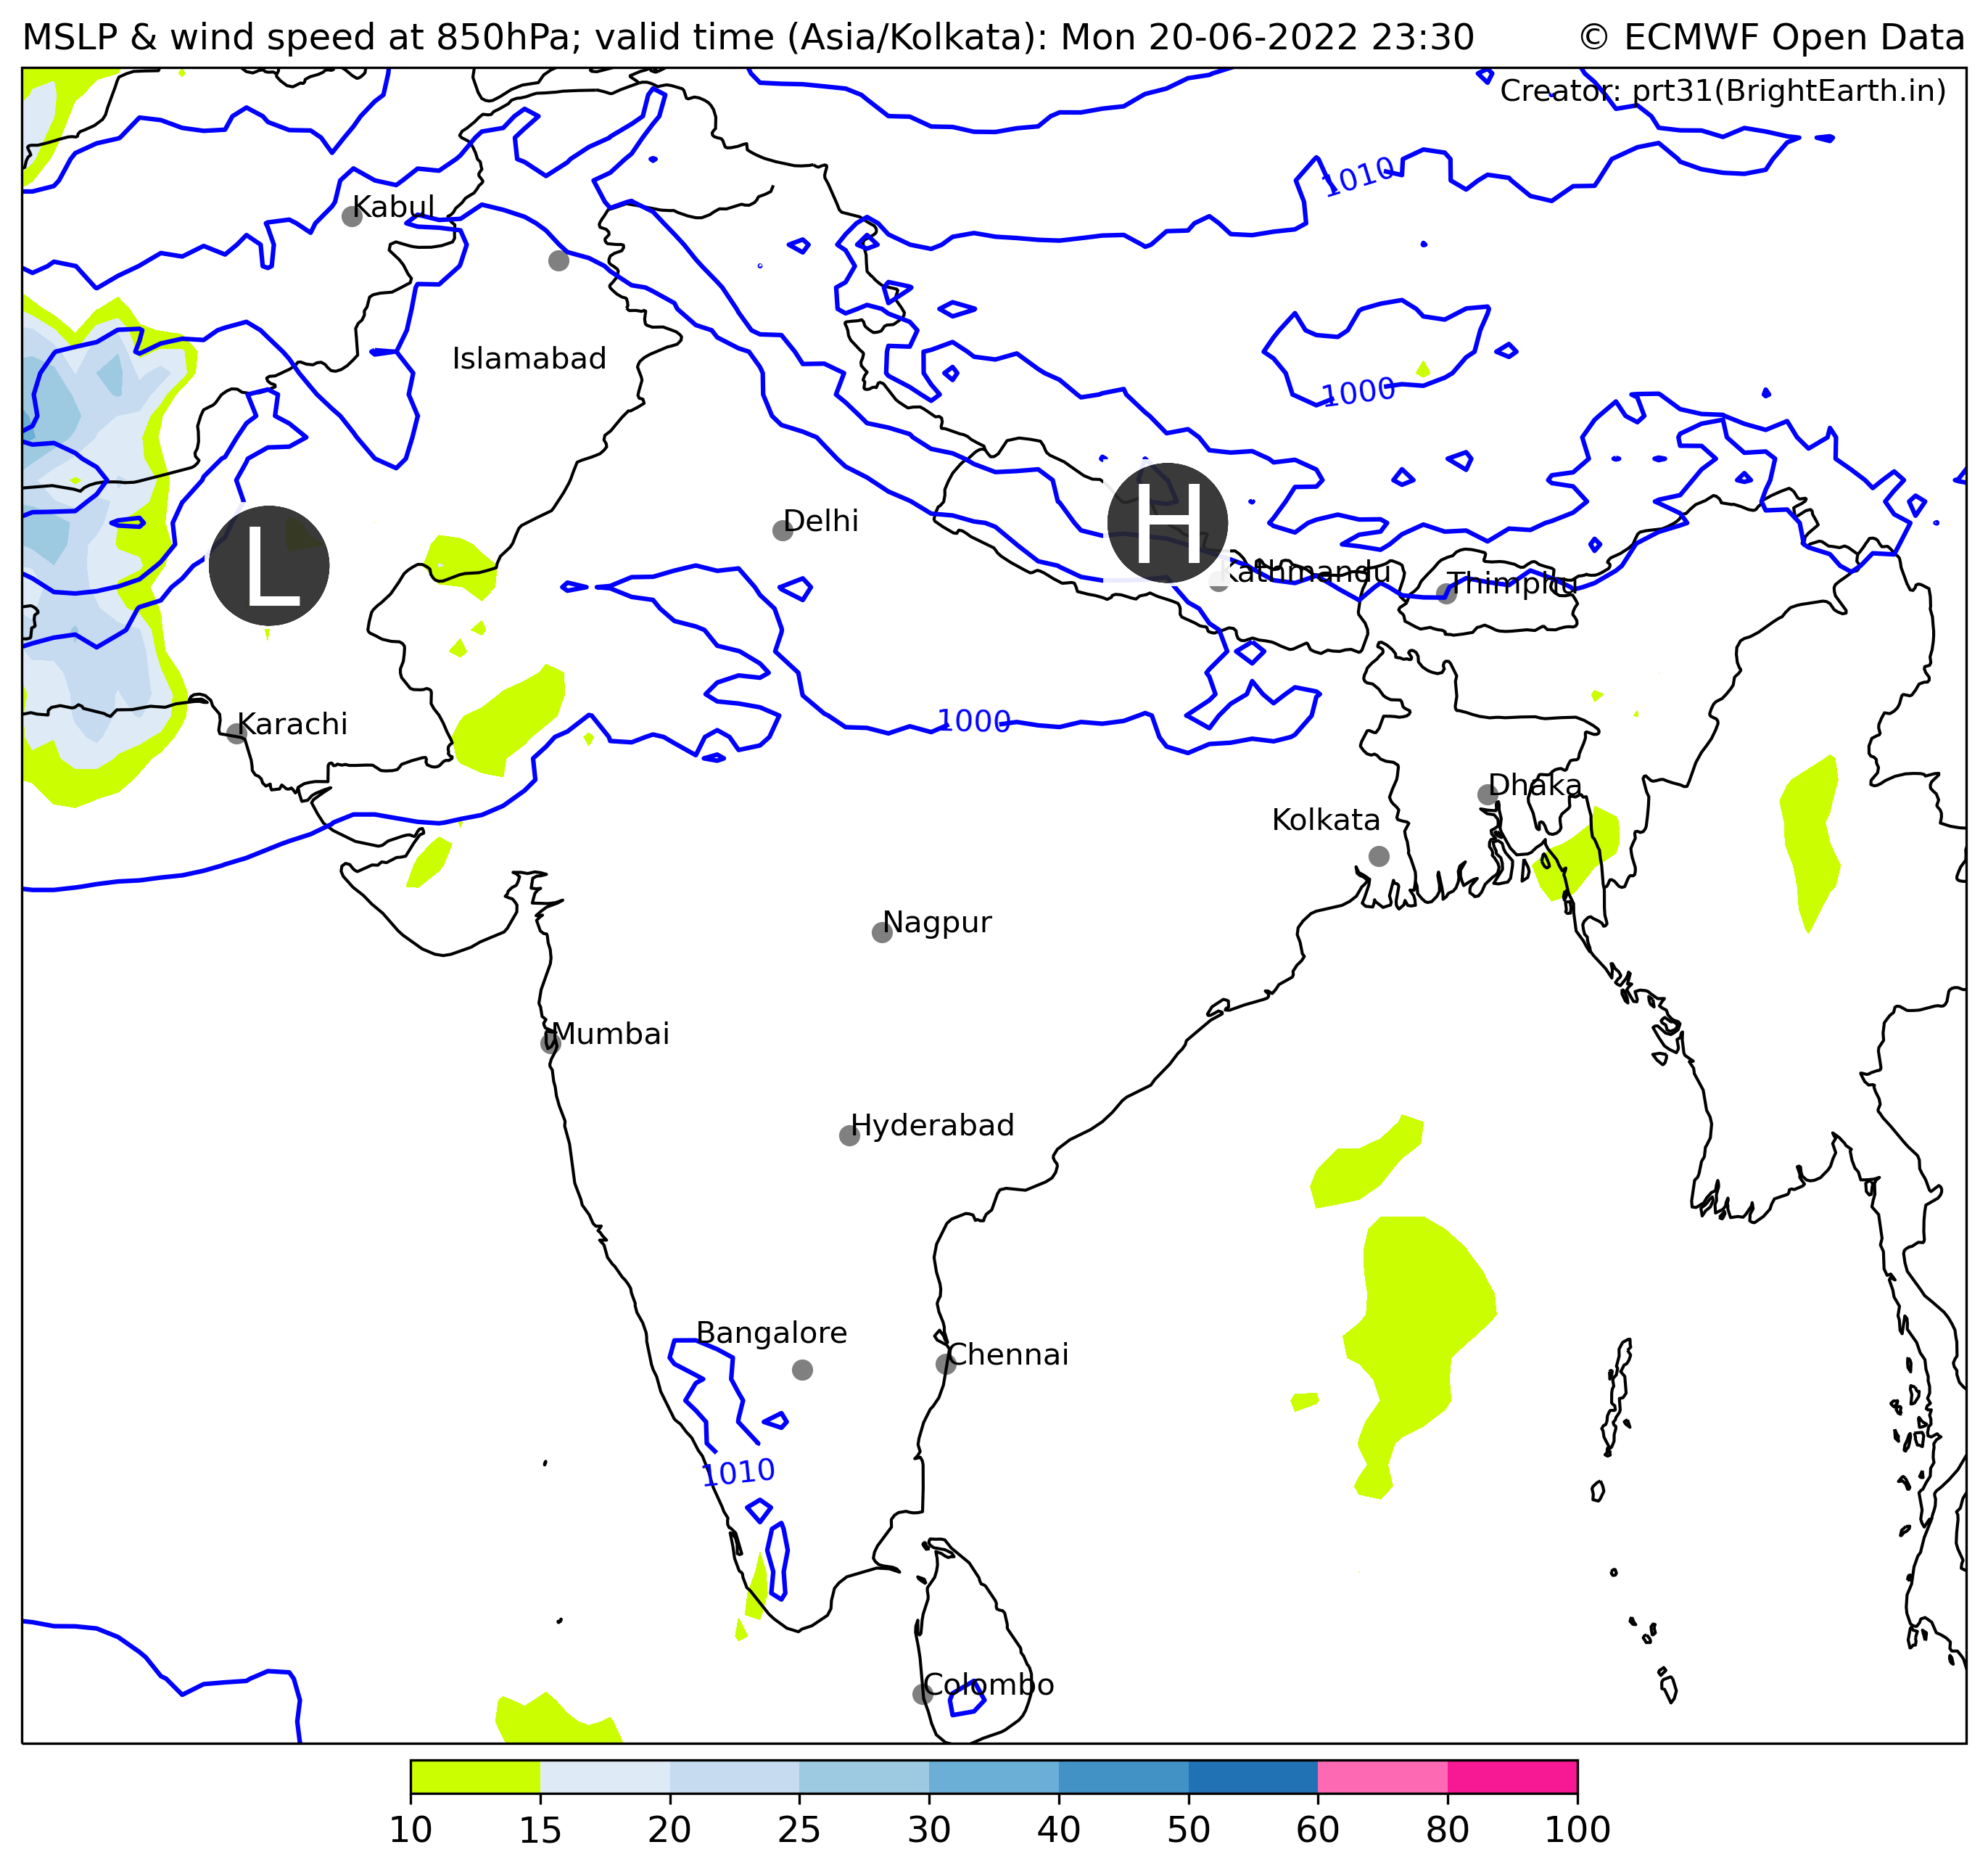 MSLP & wind speed at 850hPa; valid time (Asia/Kolkata): Mon 20-06-2022 23:30 © ECMWF Open Data
Creator: prt31(BrightEarth.in)
1010
Kabul
Islamabad
1000
L
H
Delhi
Kathmandu
Thimphu
Karachi
1000
Dhaka
Kolkata
Nagpur
Mumbai
Hyderabad
Bangalore
Chennai
1010
Colombo
10 15 20 25 30 40 50 60 80 100